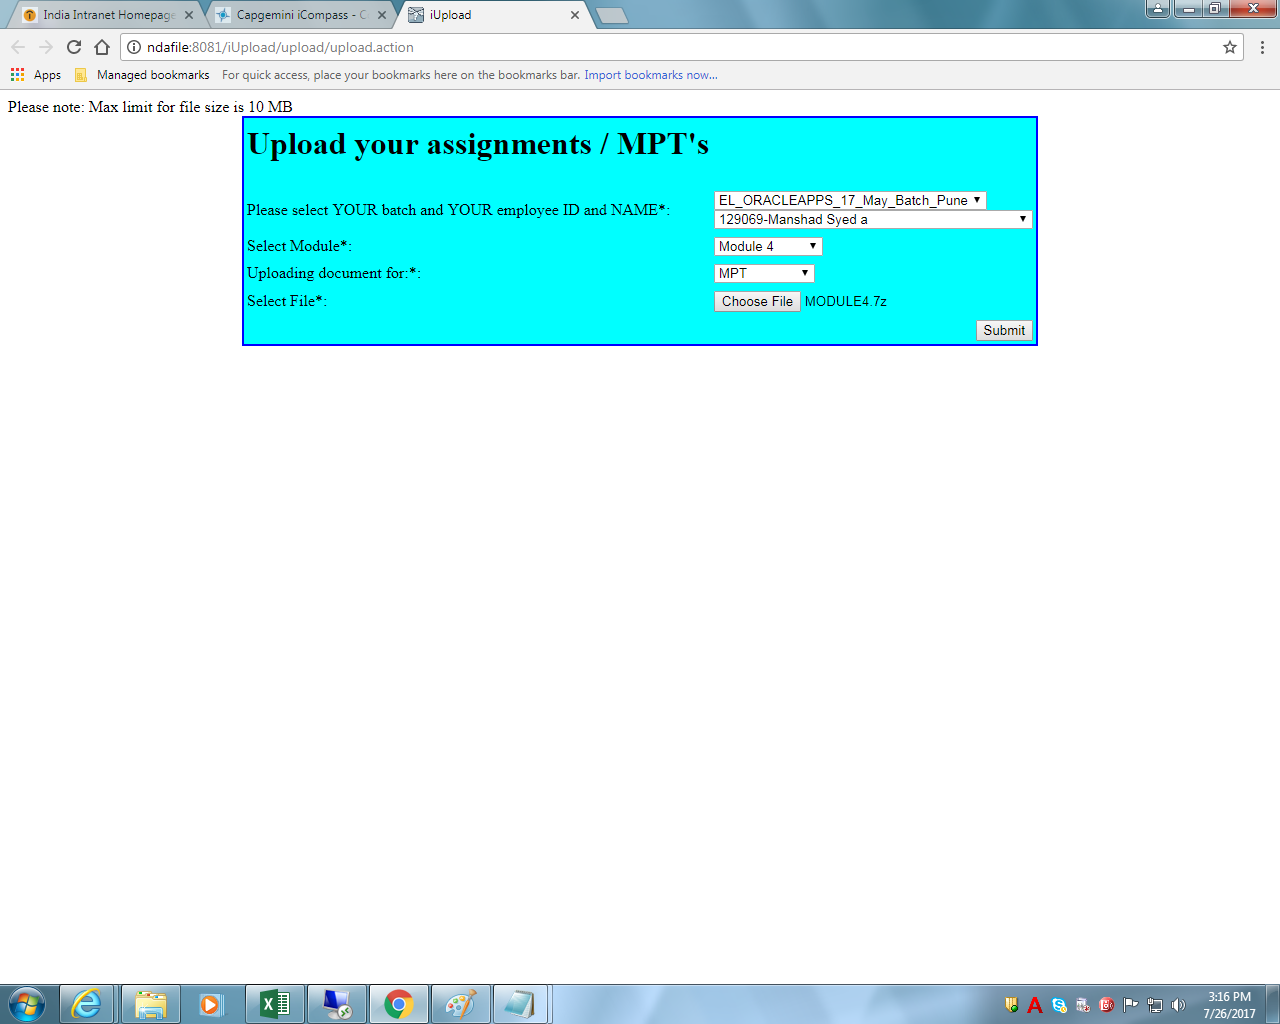 India Intranet Homepage
Capgemini iCompass - C
iUpload
ndafile:8081/iUpload/upload/upload.action
Apps
Managed bookmarks
For quick access, place your bookmarks here on the bookmarks bar. Import bookmarks now...
Please note: Max limit for file size is 10 MB
Upload your assignments / MPT's
Please select YOUR batch and YOUR employee ID and NAME*:
EL_ORACLEAPPS_17_May_Batch_Pune
129069-Manshad Syed a
Select Module*:
Module 4
Uploading document for:*:
MPT
Select File*:
Choose File MODULE4.7z
Submit
3:16 PM
7/26/2017